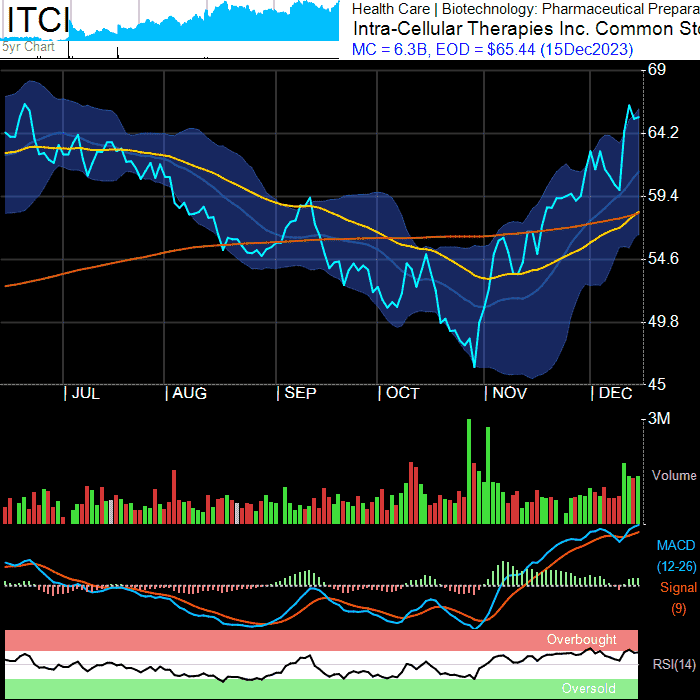 ITCI
5yr Chart
Health Care | Biotechnology: Pharmaceutical Prepara
Intra-Cellular Therapies Inc. Common Sto
MC = 6.3B, EOD = $65.44 (15Dec2023)
69
64.2
59.4
54.6
49.8
45
| JUL | AUG | SEP | OCT | NOV | DEC
3M
Volume
MACD
(12-26)
Signal
(9)
Overbought
RSI(14)
Oversold